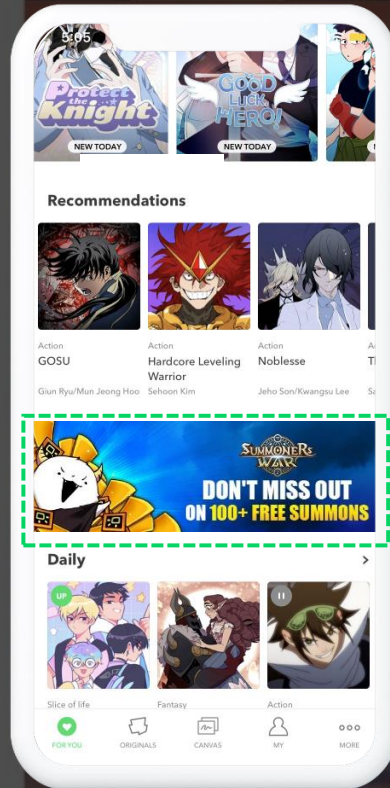 5:05
Protect
the
Knight
GOOD
LUCK
HERO!
NEW TODAY
NEW TODAY
Recommendations
Action
Action
Action
GOSU
Hardcore Leveling
Warrior
Noblesse
Giun Ryu/Mun Jeong Hoo
Sehoon Kim
Jeho Son/Kwangsu Lee
SUMMONERS
WAR
DON'T MISS OUT
ON 100+ FREE SUMMONS
Daily
UP
Slice of life
Fantasy
Action
FOR YOU
ORIGINALS
CANVAS
MY
MORE